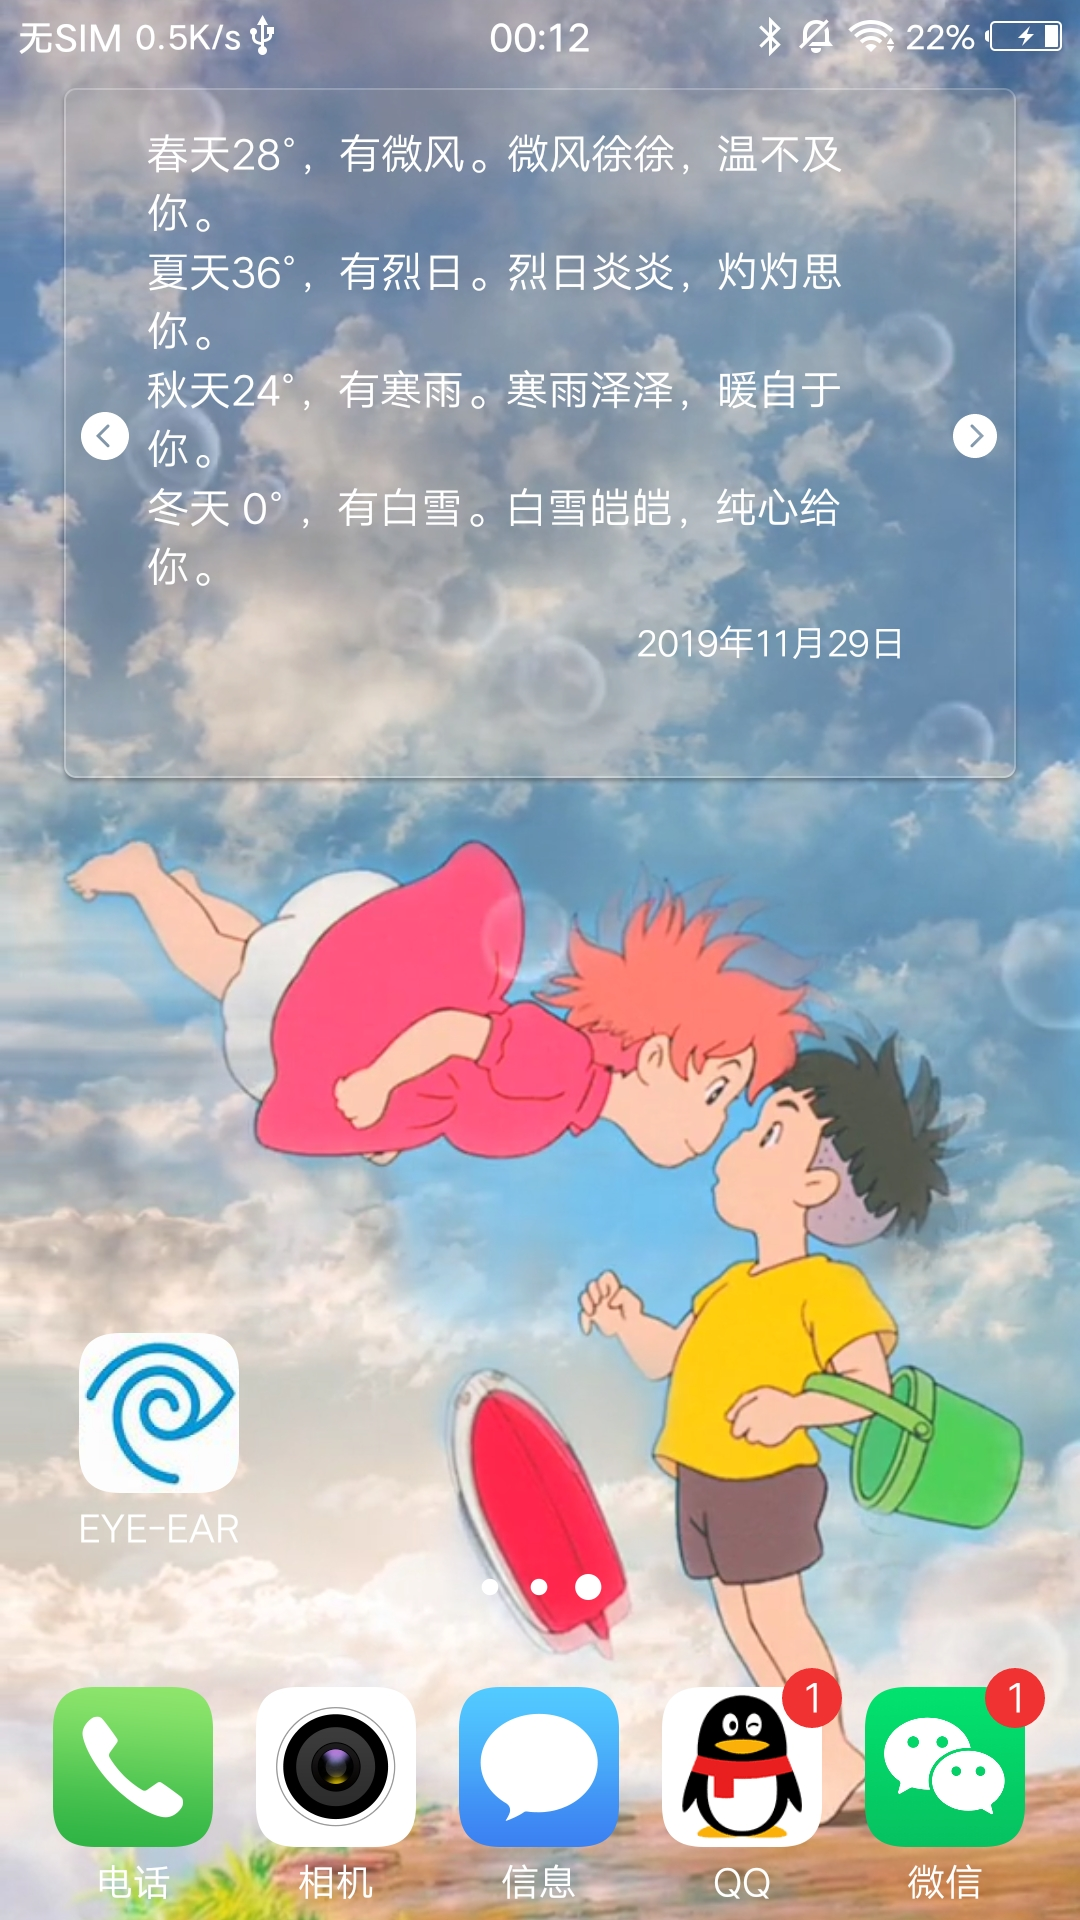 无SIM 0.5K/s 00:12 22%
春天28°，有微风。微风徐徐，温不及
你。
夏天36°，有烈日。烈日炎炎，灼灼思
你。
秋天24°，有寒雨。寒雨泽泽，暖自于
你。
冬天 0°，有白雪。白雪皑皑，纯心给
你。
2019年11月29日
EYE-EAR
1 1
电话 相机 信息 QQ 微信